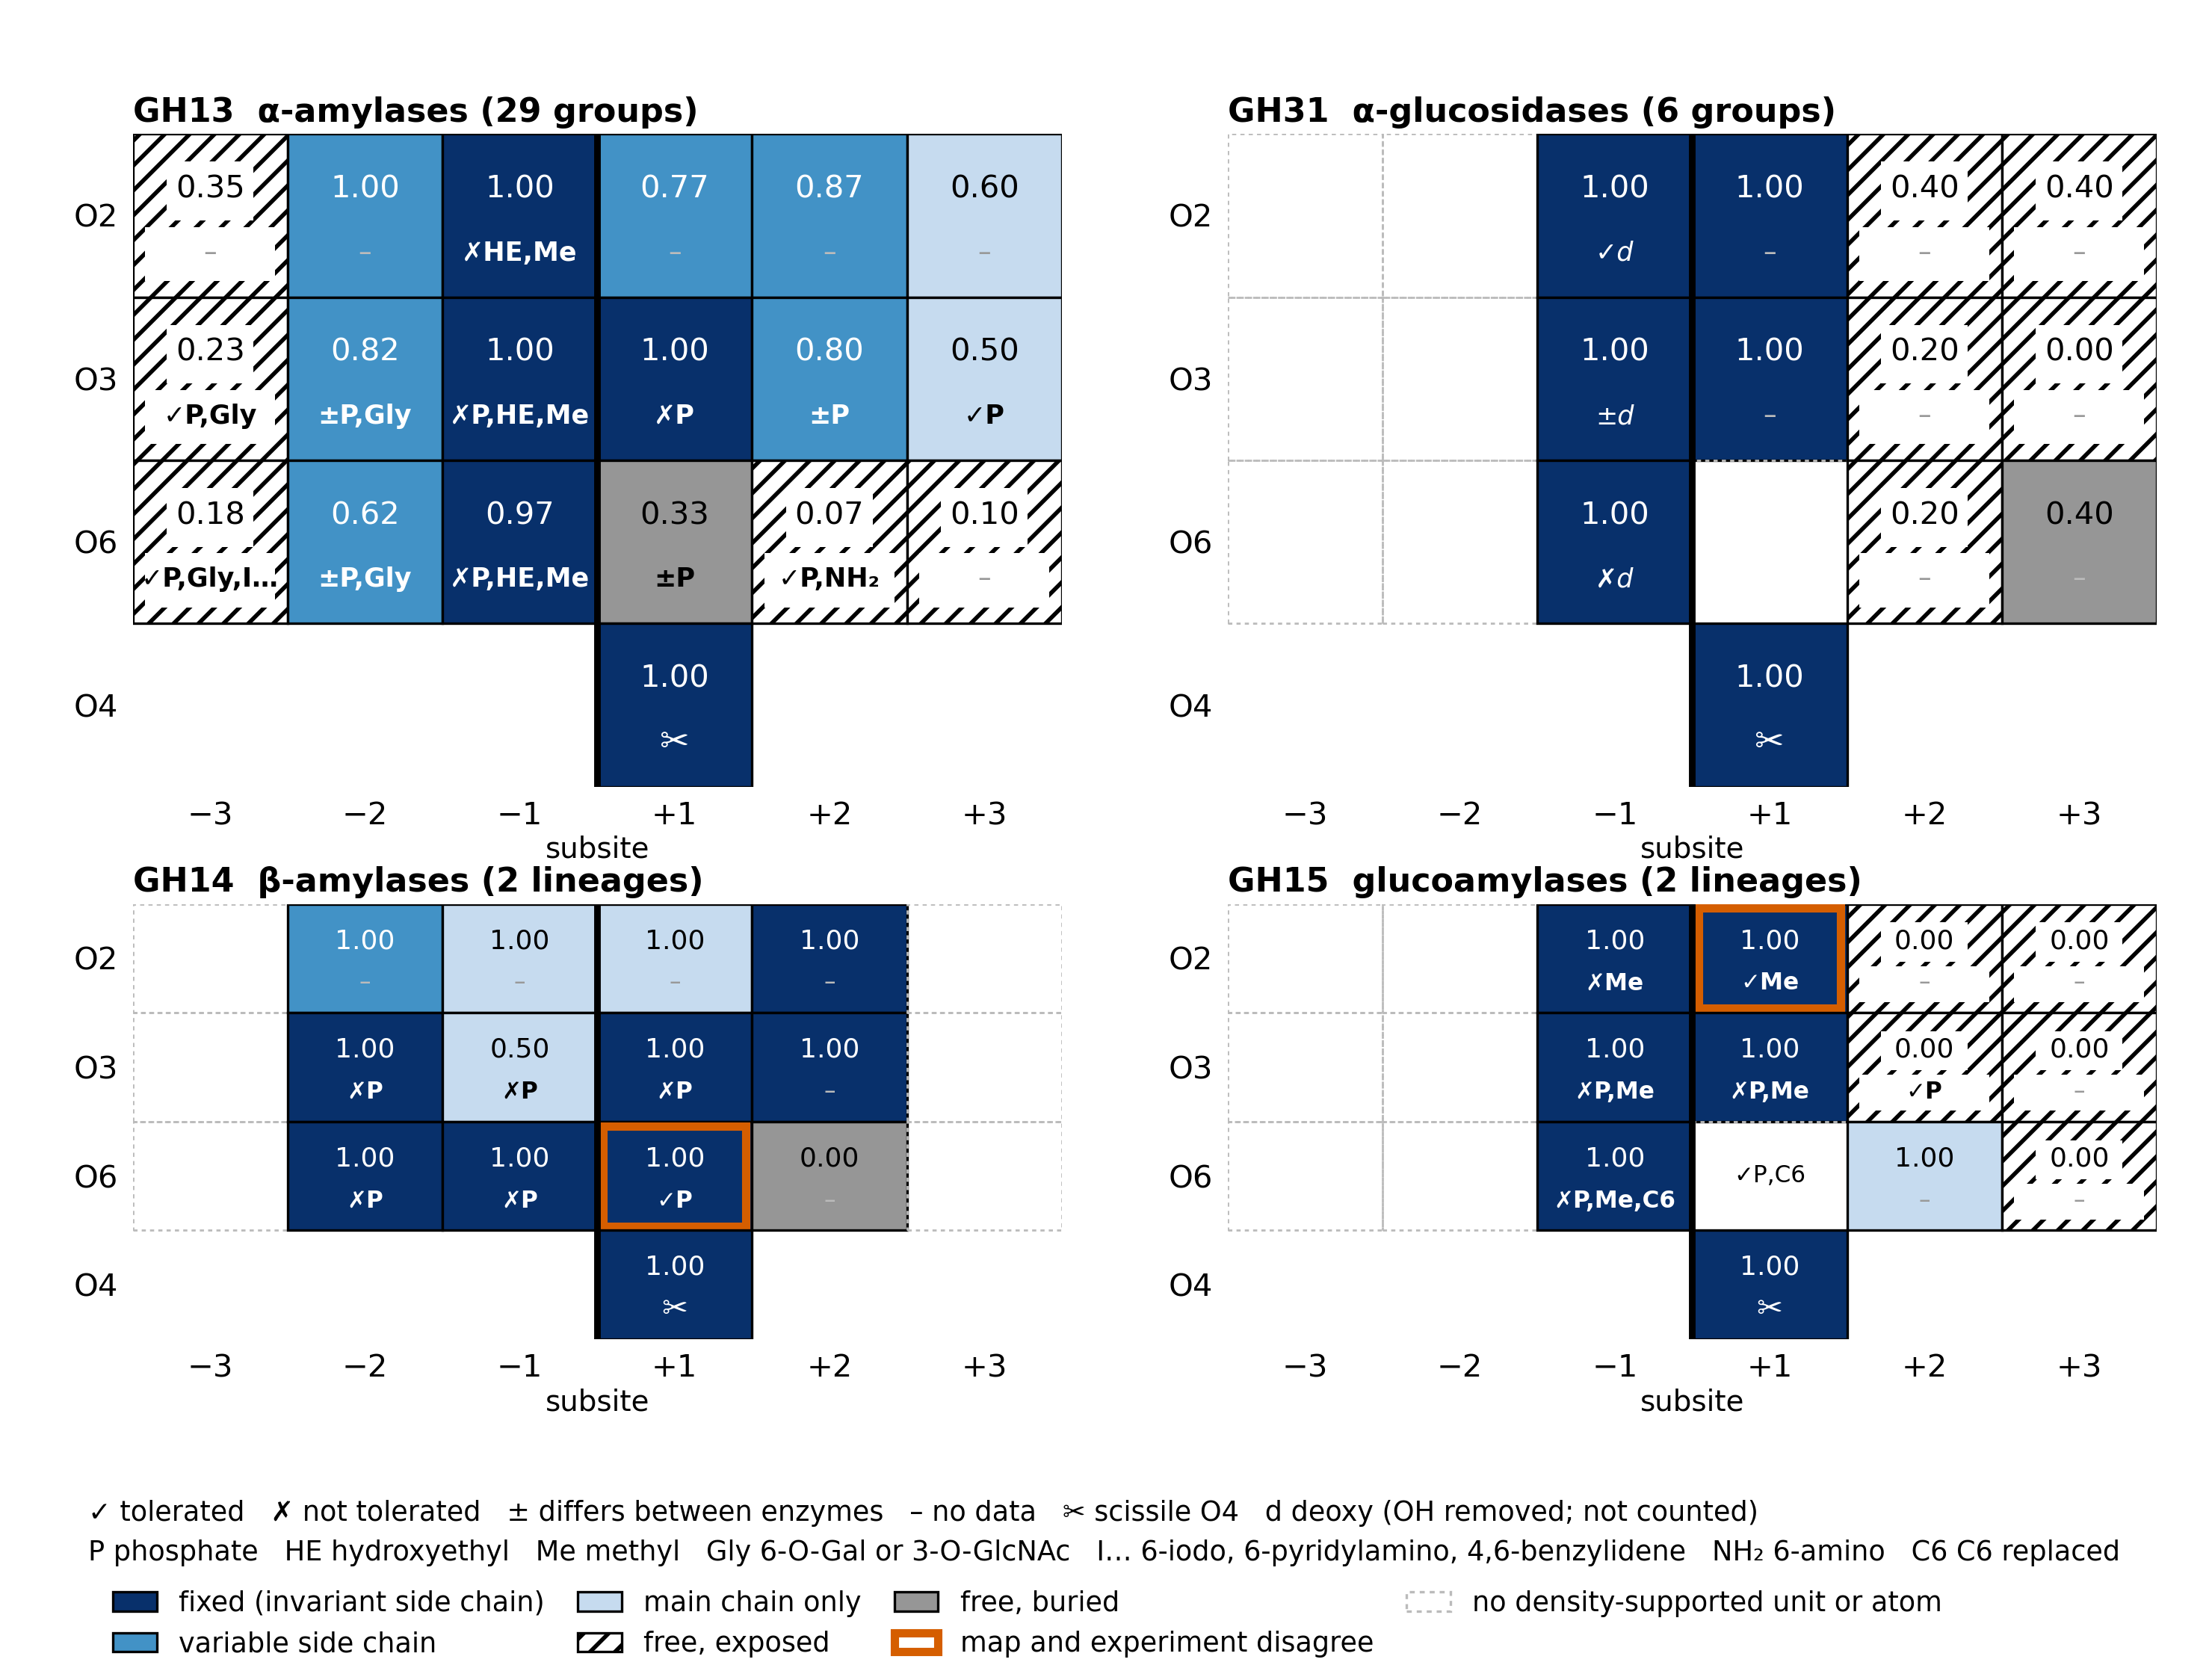 GH13 α-amylases (29 groups)
O2 0.35 1.00 1.00 0.77 0.87 0.60
– – ✗HE,Me – – –
O3 0.23 0.82 1.00 1.00 0.80 0.50
✓P,Gly ±P,Gly ✗P,HE,Me ✗P ±P ✓P
O6 0.18 0.62 0.97 0.33 0.07 0.10
✓P,Gly,I... ±P,Gly ✗P,HE,Me ±P ✓P,NH₂ –
O4 1.00
✂
−3 −2 −1 +1 +2 +3
subsite
GH31 α-glucosidases (6 groups)
O2 1.00 1.00 0.40 0.40
✓d – – –
O3 1.00 1.00 0.20 0.00
±d – – –
O6 1.00 0.20 0.40
✗d – –
O4 1.00
✂
−3 −2 −1 +1 +2 +3
subsite
GH14 β-amylases (2 lineages)
O2 1.00 1.00 1.00 1.00
– – – –
O3 1.00 0.50 1.00 1.00
✗P ✗P ✗P –
O6 1.00 1.00 1.00 0.00
✗P ✗P ✓P –
O4 1.00
✂
−3 −2 −1 +1 +2 +3
subsite
GH15 glucoamylases (2 lineages)
O2 1.00 1.00 0.00 0.00
✗Me ✓Me – –
O3 1.00 1.00 0.00 0.00
✗P,Me ✗P,Me ✓P –
O6 1.00 ✓P,C6 1.00 0.00
✗P,Me,C6 – –
O4 1.00
✂
−3 −2 −1 +1 +2 +3
subsite
✓ tolerated ✗ not tolerated ± differs between enzymes – no data ✂ scissile O4 d deoxy (OH removed; not counted)
P phosphate HE hydroxyethyl Me methyl Gly 6-O-Gal or 3-O-GlcNAc I... 6-iodo, 6-pyridylamino, 4,6-benzylidene NH₂ 6-amino C6 C6 replaced
fixed (invariant side chain) main chain only free, buried no density-supported unit or atom
variable side chain free, exposed map and experiment disagree